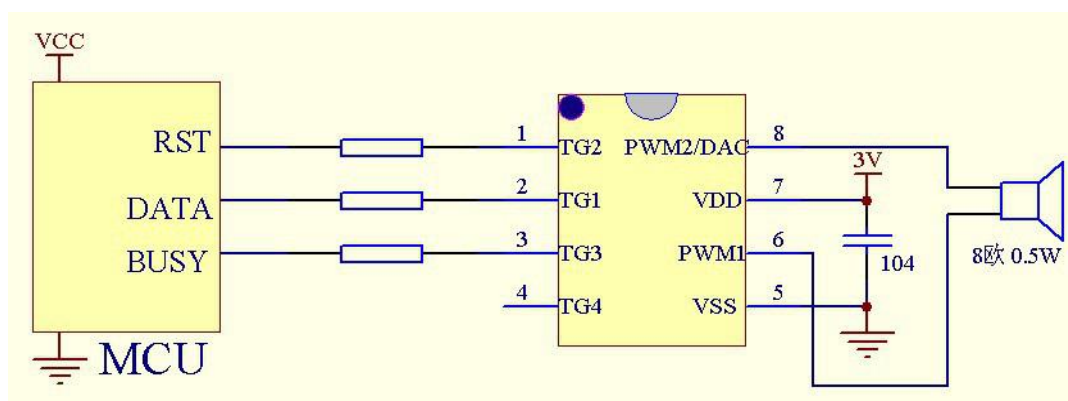 VCC
RST
DATA
BUSY
MCU
1
2
3
4
TG2
TG1
TG3
TG4
PWM2/DAC
VDD
PWM1
VSS
8
7
6
5
3V
104
8欧 0.5W